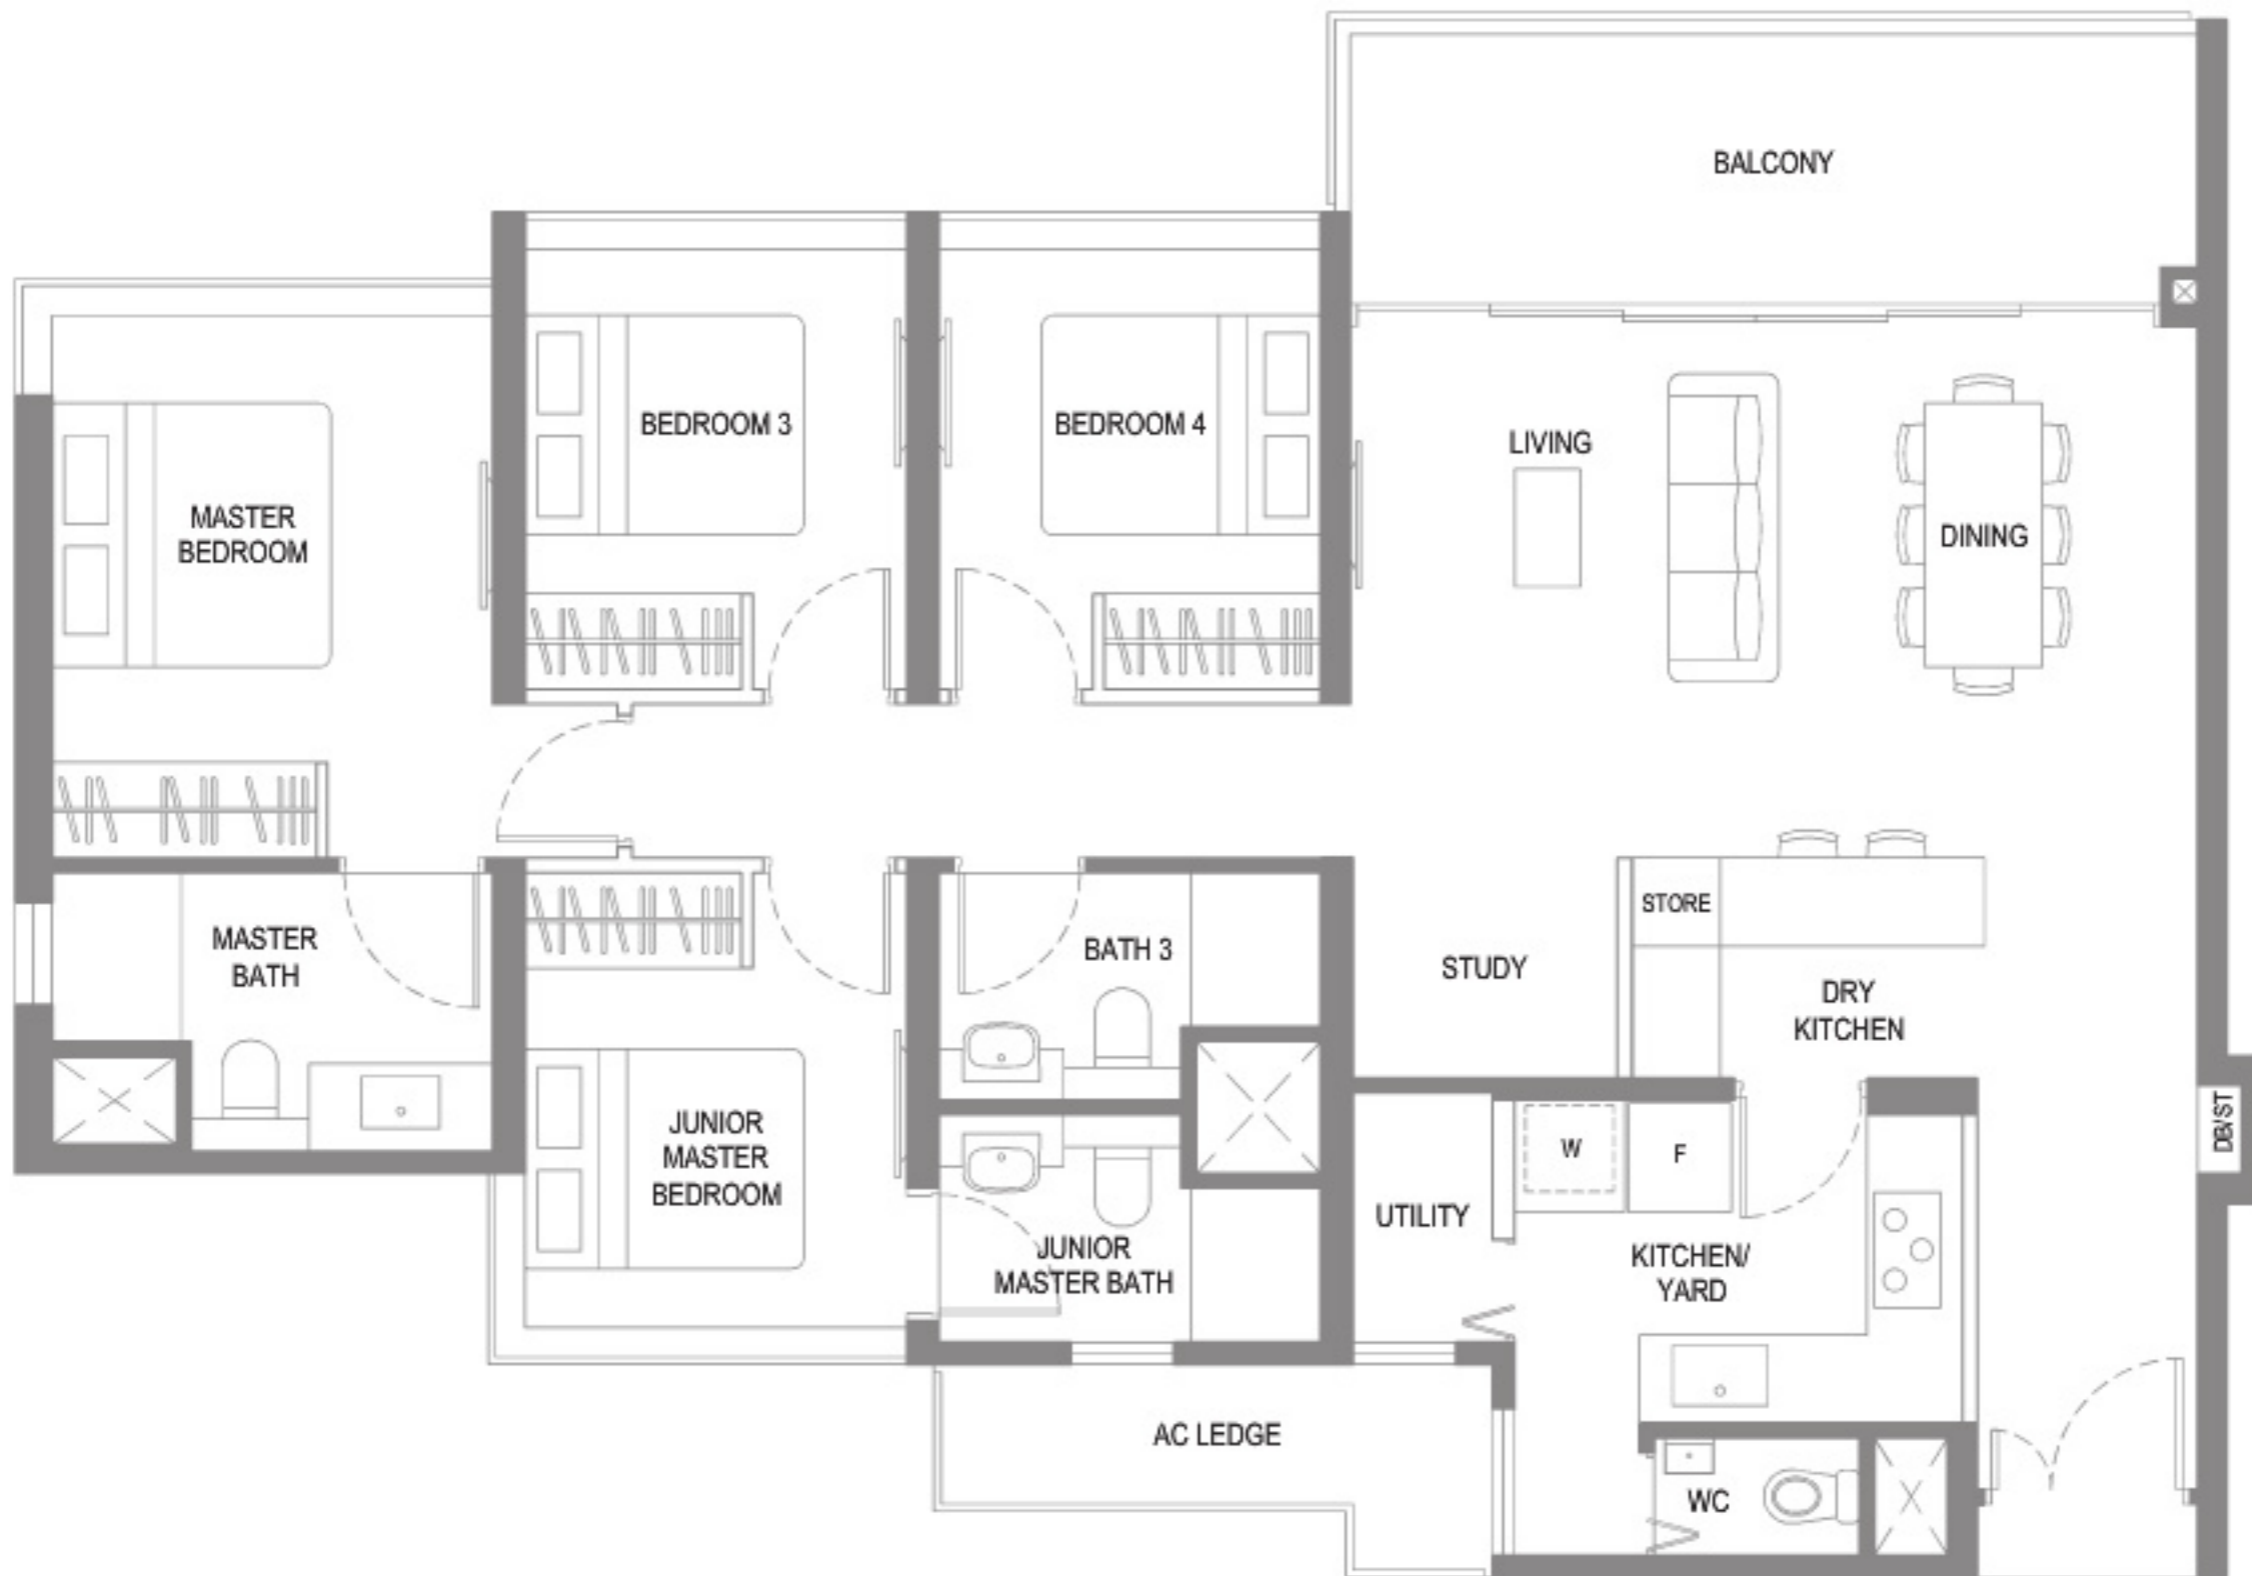 BALCONY
BEDROOM 3
BEDROOM 4
LIVING
MASTER
BEDROOM
DINING
STORE
MASTER
BATH
BATH 3
STUDY
DRY
KITCHEN
JUNIOR
MASTER
BEDROOM
DB/ST
W
F
UTILITY
JUNIOR
MASTER BATH
KITCHEN/
YARD
AC LEDGE
WC